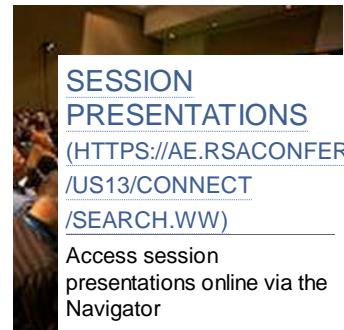 SESSION
PRESENTATIONS
(HTTPS://AE.RSACONFER
/US13/CONNECT
/SEARCH.WW)
Access session
presentations online via the
Navigator